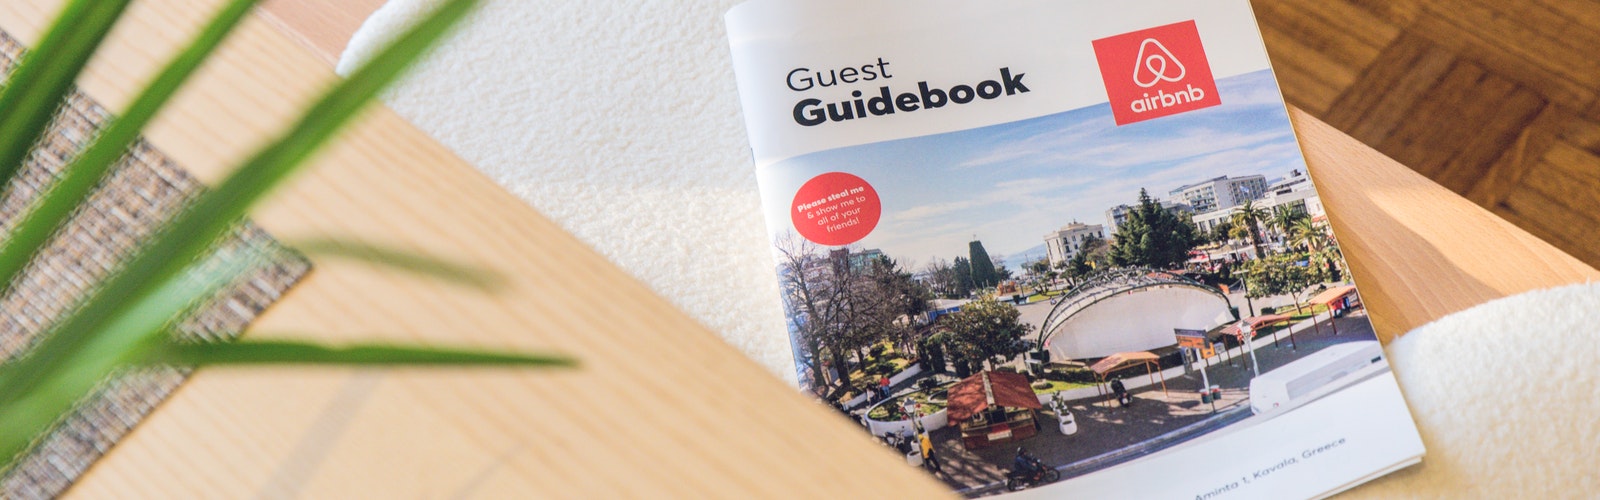 Guest
Guidebook
airbnb
Please steal me
& show me to
all of your
friends!
Aminta 1, Kavala, Greece